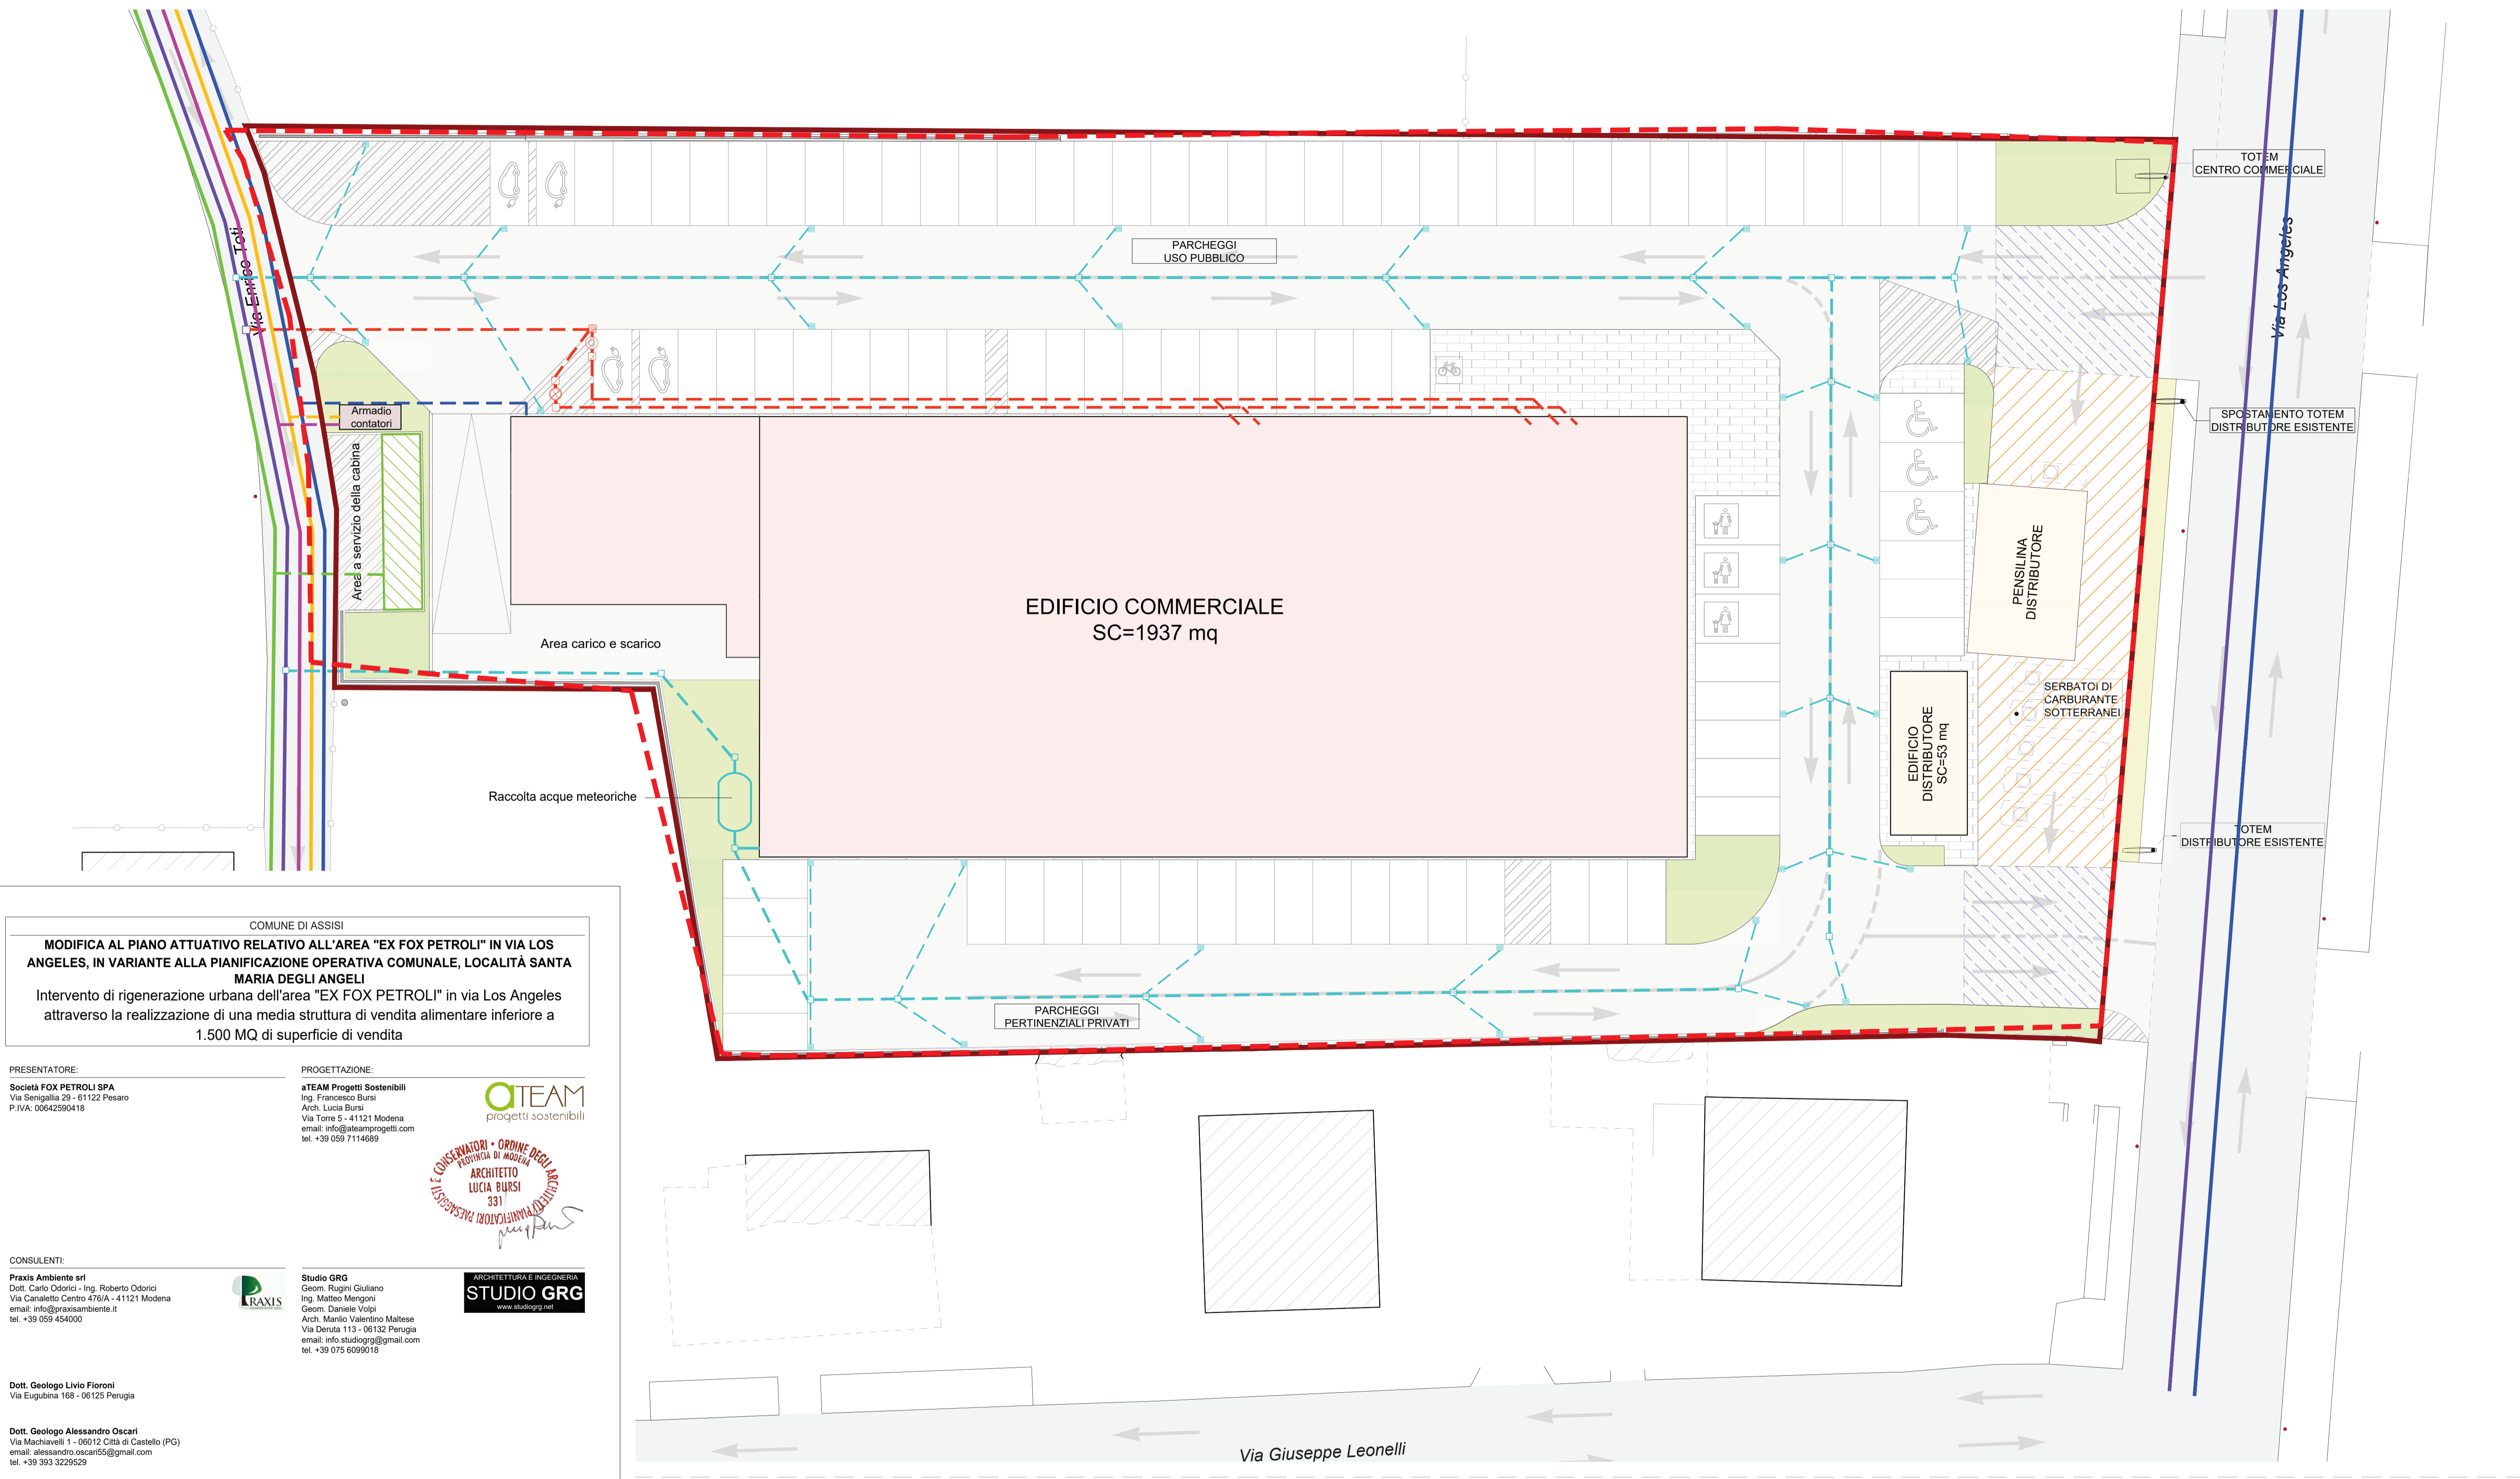 TOTEM
CENTRO COMMERCIALE
Via Enrico Toti
PARCHEGGI
USO PUBBLICO
Via Los Angeles
Armadio
contatori
SPOSTAMENTO TOTEM
DISTRIBUTORE ESISTENTE
Area a servizio della cabina
PENSILINA
DISTRIBUTORE
EDIFICIO COMMERCIALE
SC=1937 mq
Area carico e scarico
SERBATOI DI
CARBURANTE
SOTTERRANEI
EDIFICIO
DISTRIBUTORE
SC=53 mq
Raccolta acque meteoriche
TOTEM
DISTRIBUTORE ESISTENTE
PARCHEGGI
PERTINENZIALI PRIVATI
Via Giuseppe Leonelli
COMUNE DI ASSISI
MODIFICA AL PIANO ATTUATIVO RELATIVO ALL'AREA "EX FOX PETROLI" IN VIA LOS
ANGELES, IN VARIANTE ALLA PIANIFICAZIONE OPERATIVA COMUNALE, LOCALITÀ SANTA
MARIA DEGLI ANGELI
Intervento di rigenerazione urbana dell'area "EX FOX PETROLI" in via Los Angeles
attraverso la realizzazione di una media struttura di vendita alimentare inferiore a
1.500 MQ di superficie di vendita
PRESENTATORE:
Società FOX PETROLI SPA
Via Senigallia 29 - 61122 Pesaro
P.IVA: 00642590418
PROGETTAZIONE:
aTEAM Progetti Sostenibili
Ing. Francesco Bursi
Arch. Lucia Bursi
Via Torre 5 - 41121 Modena
email: info@ateamprogetti.com
tel. +39 059 7114689
aTEAM
progetti sostenibili
ORDINE DEGLI ARCHITETTI PIANIFICATORI PAESAGGISTI E CONSERVATORI •
PROVINCIA DI MODENA
ARCHITETTO
LUCIA BURSI
331
CONSULENTI:
Praxis Ambiente srl
Dott. Carlo Odorici - Ing. Roberto Odorici
Via Canaletto Centro 476/A - 41121 Modena
email: info@praxisambiente.it
tel. +39 059 454000
PRAXIS
Studio GRG
Geom. Rugini Giuliano
Ing. Matteo Mengoni
Geom. Daniele Volpi
Arch. Manlio Valentino Maltese
Via Deruta 113 - 06132 Perugia
email: info.studiogrg@gmail.com
tel. +39 075 6099018
ARCHITETTURA E INGEGNERIA
STUDIO GRG
www.studiogrg.net
Dott. Geologo Livio Fioroni
Via Eugubina 168 - 06125 Perugia
Dott. Geologo Alessandro Oscari
Via Machiavelli 1 - 06012 Città di Castello (PG)
email: alessandro.oscari55@gmail.com
tel. +39 393 3229529